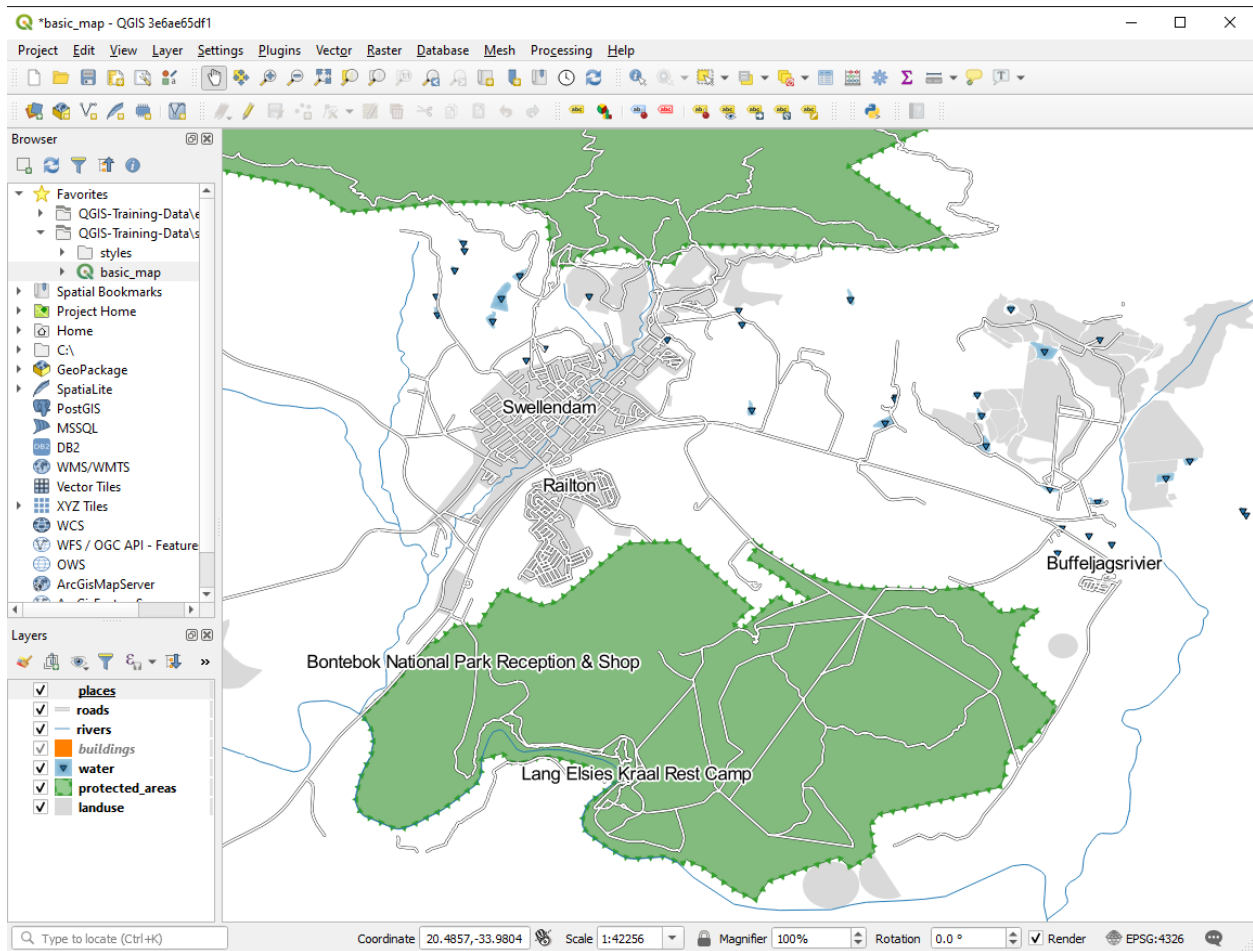 *basic_map - QGIS 3e6ae65df1
Project Edit View Layer Settings Plugins Vector Raster Database Mesh Processing Help
Browser
Favorites
QGIS-Training-Data\e
QGIS-Training-Data\s
styles
basic_map
Spatial Bookmarks
Project Home
Home
C:\
GeoPackage
SpatiaLite
PostGIS
MSSQL
DB2
WMS/WMTS
Vector Tiles
XYZ Tiles
WCS
WFS / OGC API - Feature
OWS
ArcGisMapServer
Layers
places
roads
rivers
buildings
water
protected_areas
landuse
Swellendam
Railton
Buffeljagsrivier
Bontebok National Park Reception & Shop
Lang Elsies Kraal Rest Camp
Type to locate (Ctrl+K) Coordinate 20.4857,-33.9804 Scale 1:42256 Magnifier 100% Rotation 0.0 ° Render EPSG:4326